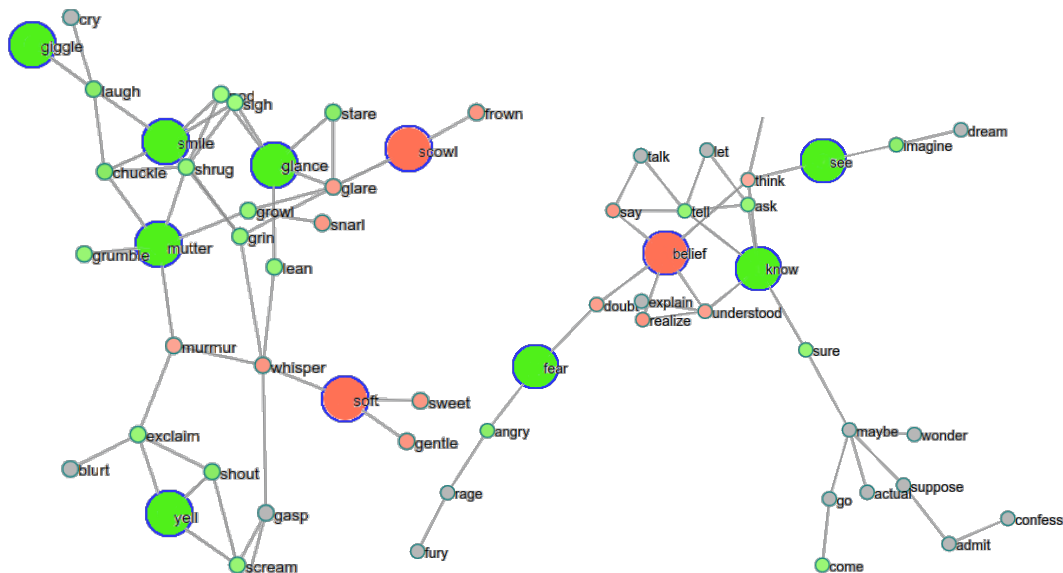 cry
giggle
laugh
nod
sigh
stare
frown
smile
scowl
glance
chuckle
shrug
glare
growl
snarl
grin
mutter
grumble
lean
murmur
whisper
soft
sweet
gentle
exclaim
blurt
shout
yell
gasp
scream
dream
imagine
see
let
talk
think
ask
say
tell
belief
know
doubt
explain
realize
understood
sure
fear
angry
maybe
wonder
rage
go
actual
suppose
confess
fury
admit
come